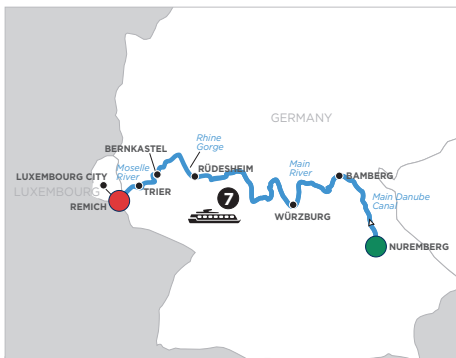 GERMANY
Rhine
Gorge
BERNKASTEL
Moselle
River
Main
River
RÜDESHEIM
LUXEMBOURG CITY
LUXEMBOURG
TRIER
REMICH
7
BAMBERG
WÜRZBURG
Main Danube
Canal
NUREMBERG